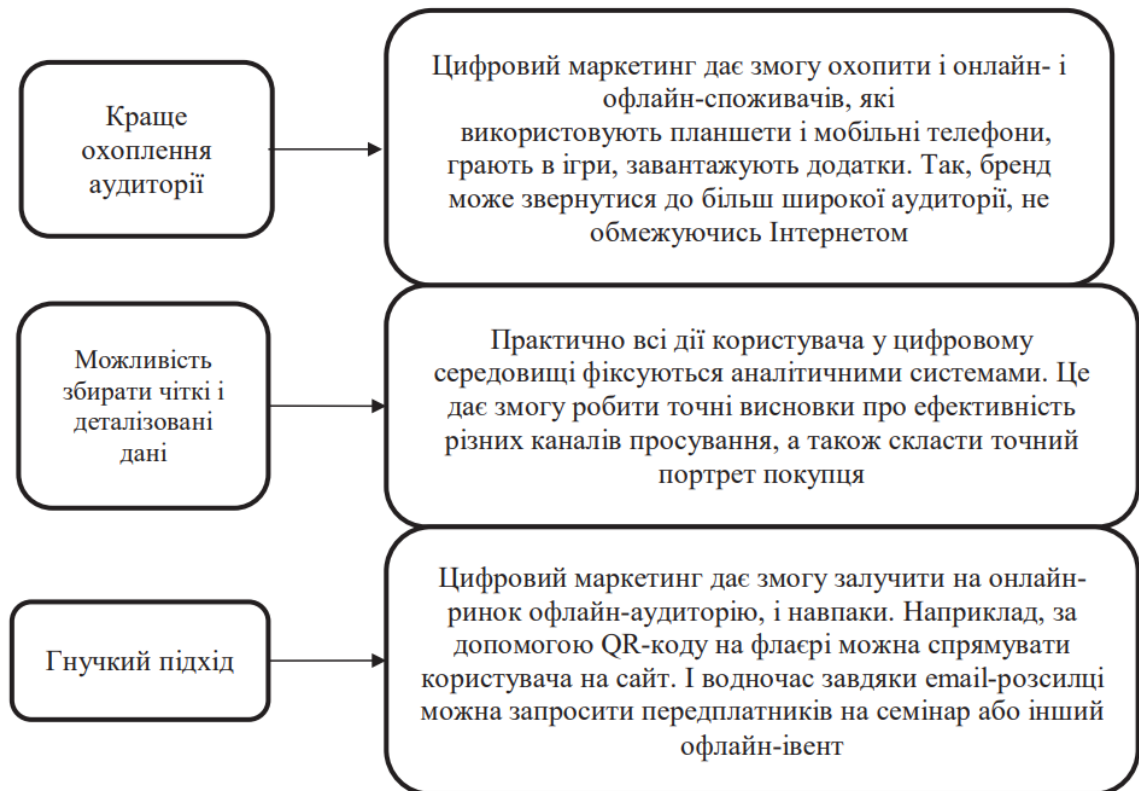 Краще
охоплення
аудиторії
Цифровий маркетинг дає змогу охопити і онлайн- і
офлайн-споживачів, які
використовують планшети і мобільні телефони,
грають в ігри, завантажують додатки. Так, бренд
може звернутися до більш широкої аудиторії, не
обмежуючись Інтернетом
Можливість
збирати чіткі і
деталізовані
дані
Практично всі дії користувача у цифровому
середовищі фіксуються аналітичними системами. Це
дає змогу робити точні висновки про ефективність
різних каналів просування, а також скласти точний
портрет покупця
Гнучкий підхід
Цифровий маркетинг дає змогу залучити на онлайн-
ринок офлайн-аудиторію, і навпаки. Наприклад, за
допомогою QR-коду на флаєрі можна спрямувати
користувача на сайт. І водночас завдяки email-розсилці
можна запросити передплатників на семінар або інший
офлайн-івент